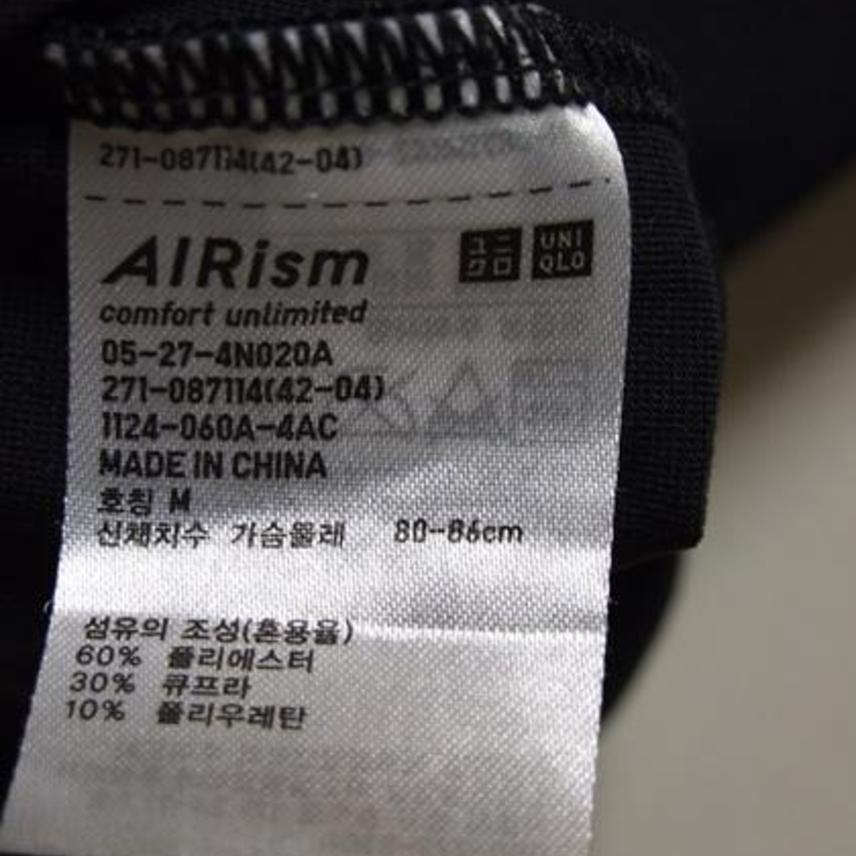 271-087114(42-04)
AIRism
ユニ
クロ
UNI
QLO
comfort unlimited
05-27-4N020A
271-087114(42-04)
1124-060A-4AC
MADE IN CHINA
호칭 M
신체치수 가슴둘레 80-86cm
섬유의 조성(혼용율)
60% 폴리에스터
30% 큐프라
10% 폴리우레탄